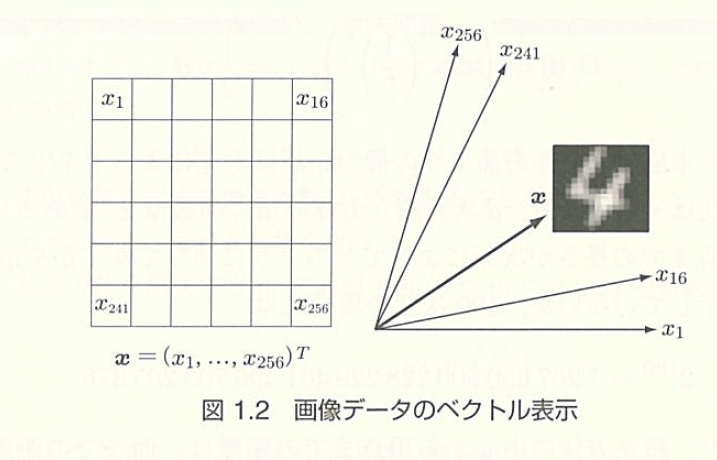 x₁ x₁₆
x₂₄₁ x₂₅₆
x = (x₁, ..., x₂₅₆)ᵀ
x₂₅₆
x₂₄₁
x
x₁₆
x₁
図 1.2 画像データのベクトル表示